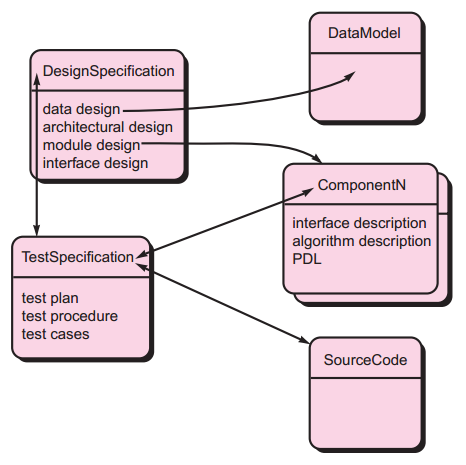 DataModel
DesignSpecification
data design
architectural design
module design
interface design
ComponentN
interface description
algorithm description
PDL
TestSpecification
test plan
test procedure
test cases
SourceCode